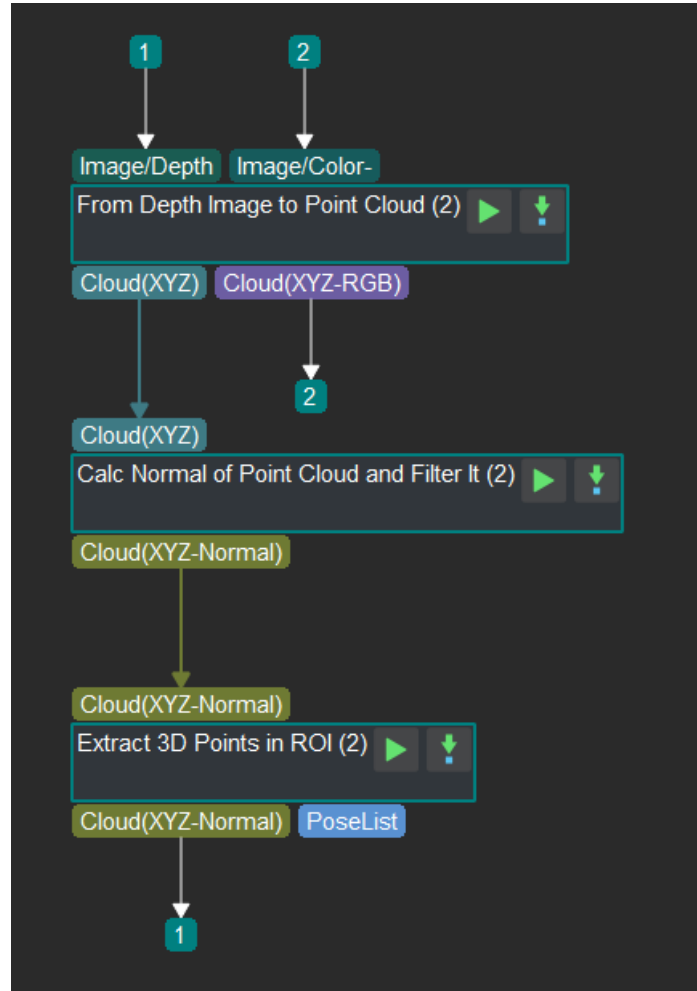 1 2
Image/Depth Image/Color-
From Depth Image to Point Cloud (2)
Cloud(XYZ) Cloud(XYZ-RGB)
2
Cloud(XYZ)
Calc Normal of Point Cloud and Filter It (2)
Cloud(XYZ-Normal)
Cloud(XYZ-Normal)
Extract 3D Points in ROI (2)
Cloud(XYZ-Normal) PoseList
1